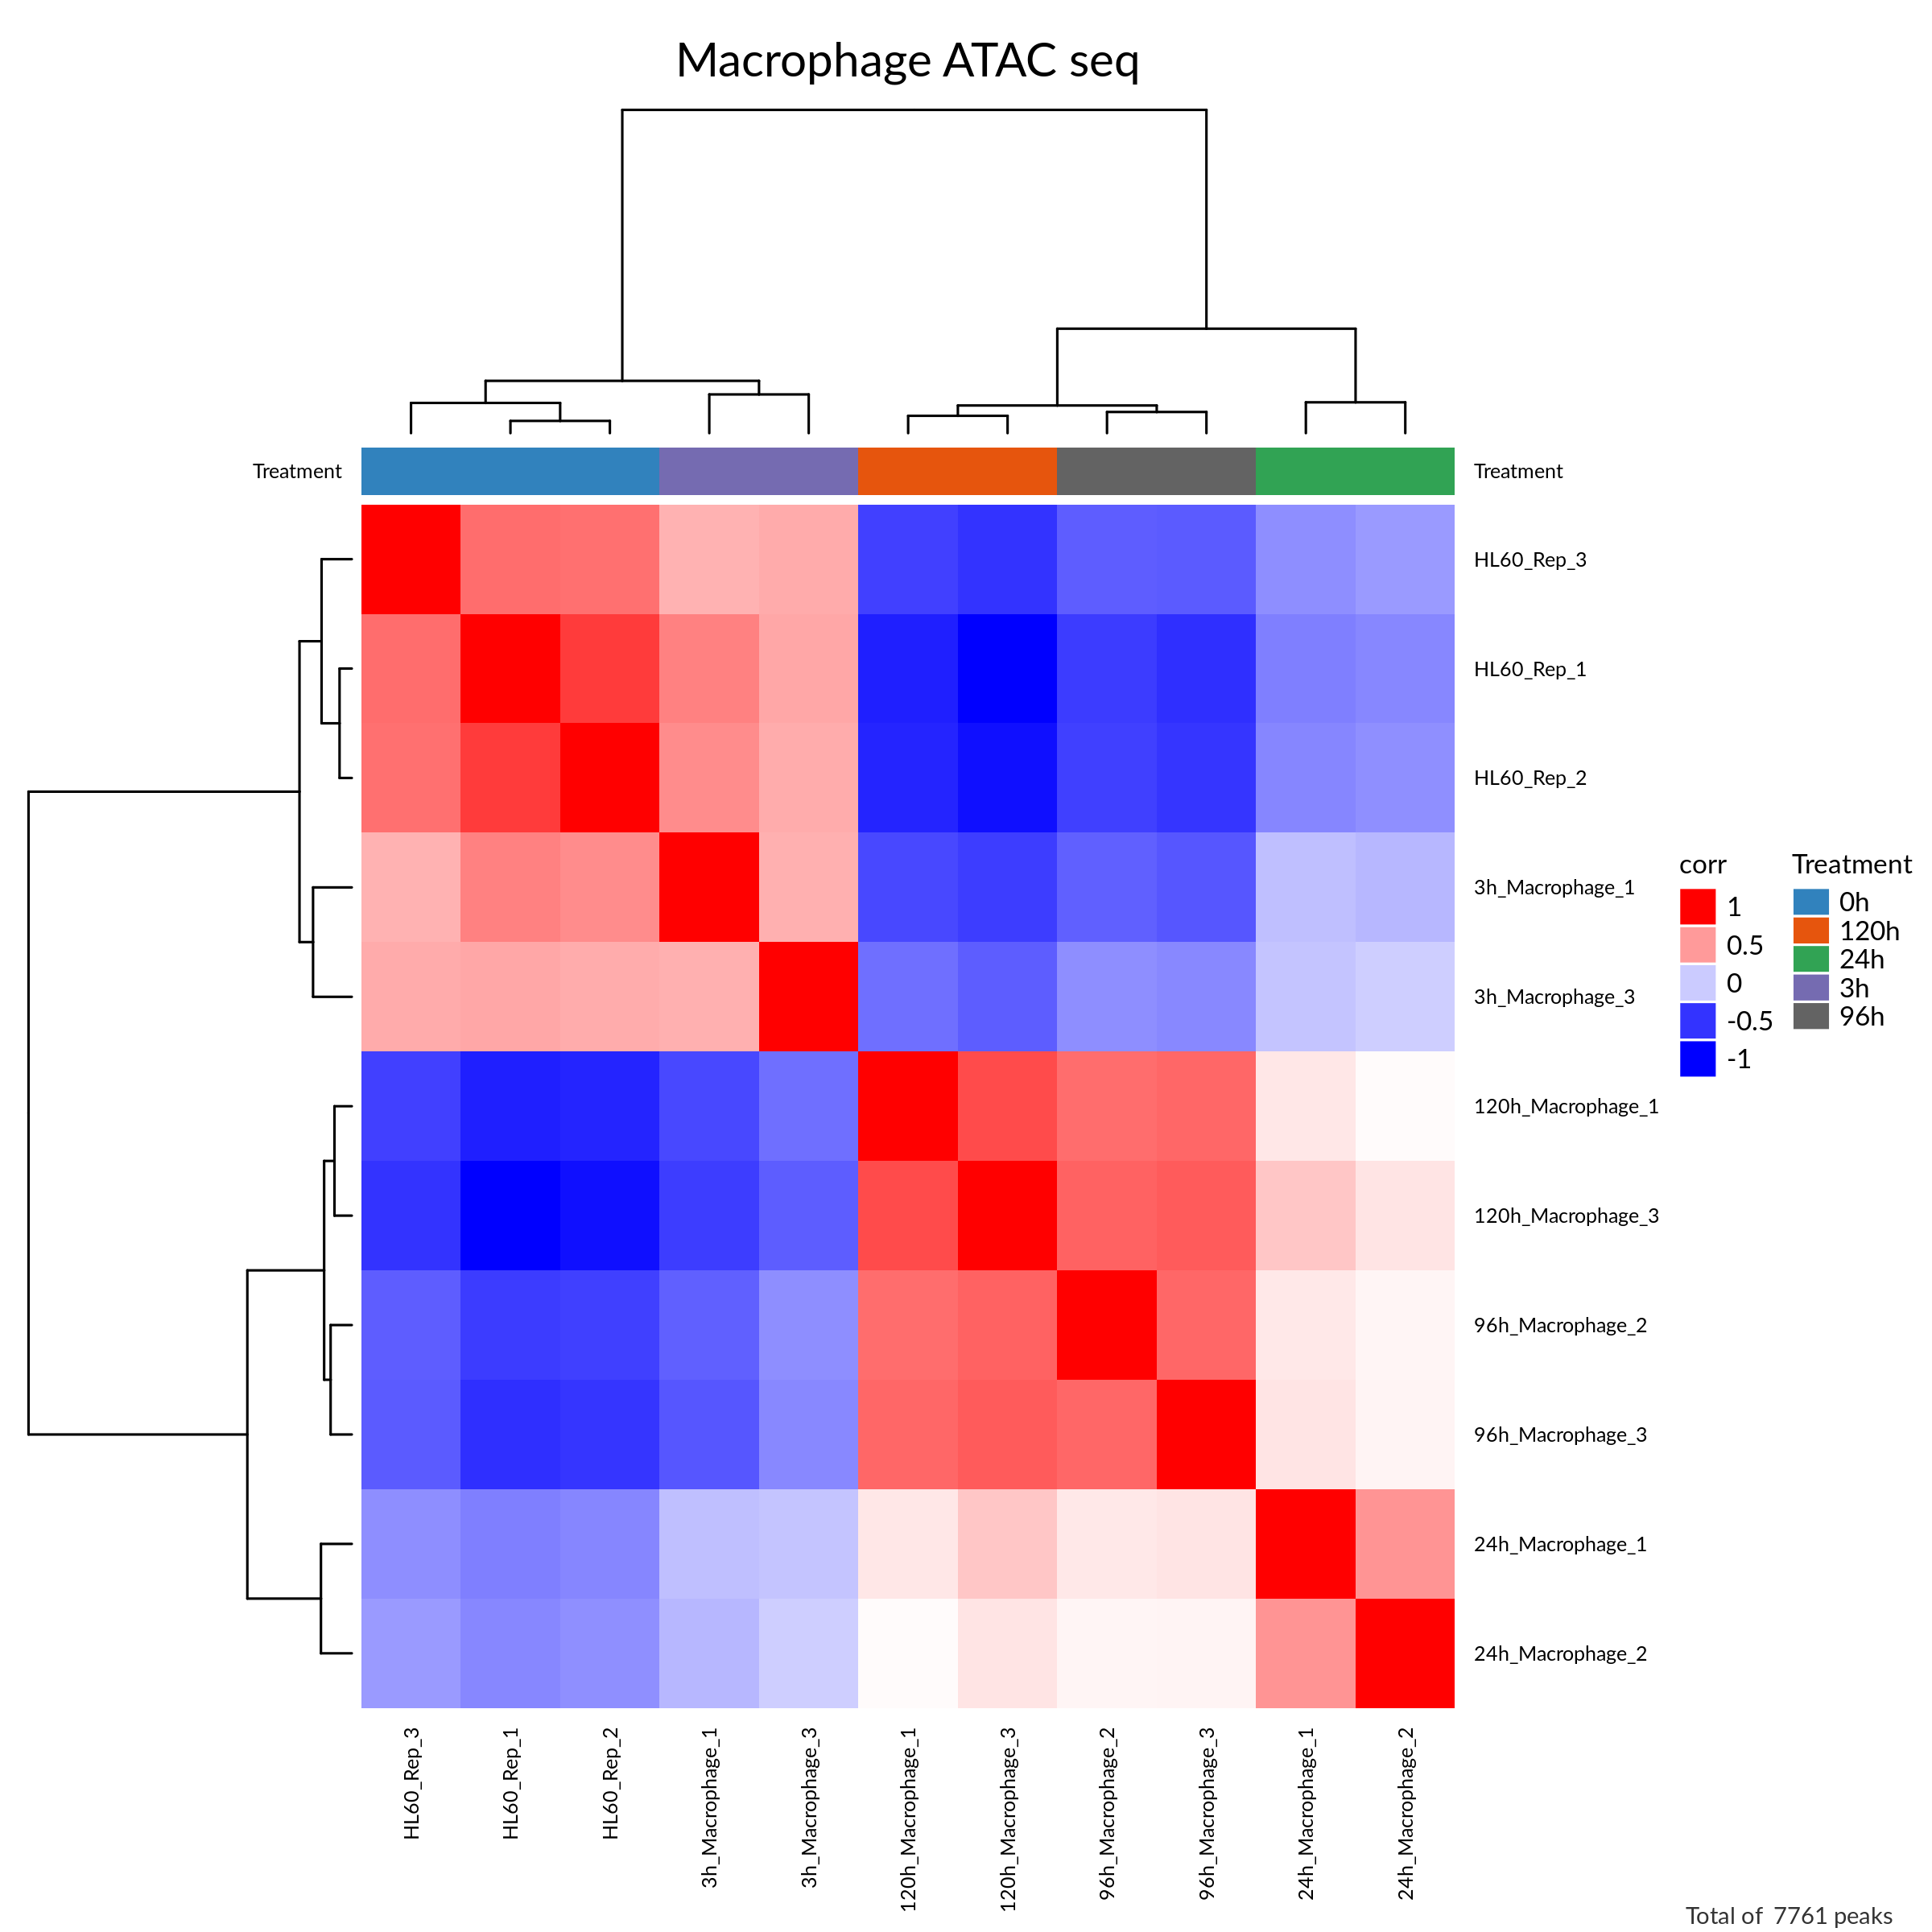 Macrophage ATAC seq
Treatment
Treatment
HL60_Rep_3
HL60_Rep_1
HL60_Rep_2
3h_Macrophage_1
3h_Macrophage_3
120h_Macrophage_1
120h_Macrophage_3
96h_Macrophage_2
96h_Macrophage_3
24h_Macrophage_1
24h_Macrophage_2
corr
1
0.5
0
-0.5
-1
Treatment
0h
120h
24h
3h
96h
HL60_Rep_3
HL60_Rep_1
HL60_Rep_2
3h_Macrophage_1
3h_Macrophage_3
120h_Macrophage_1
120h_Macrophage_3
96h_Macrophage_2
96h_Macrophage_3
24h_Macrophage_1
24h_Macrophage_2
Total of 7761 peaks